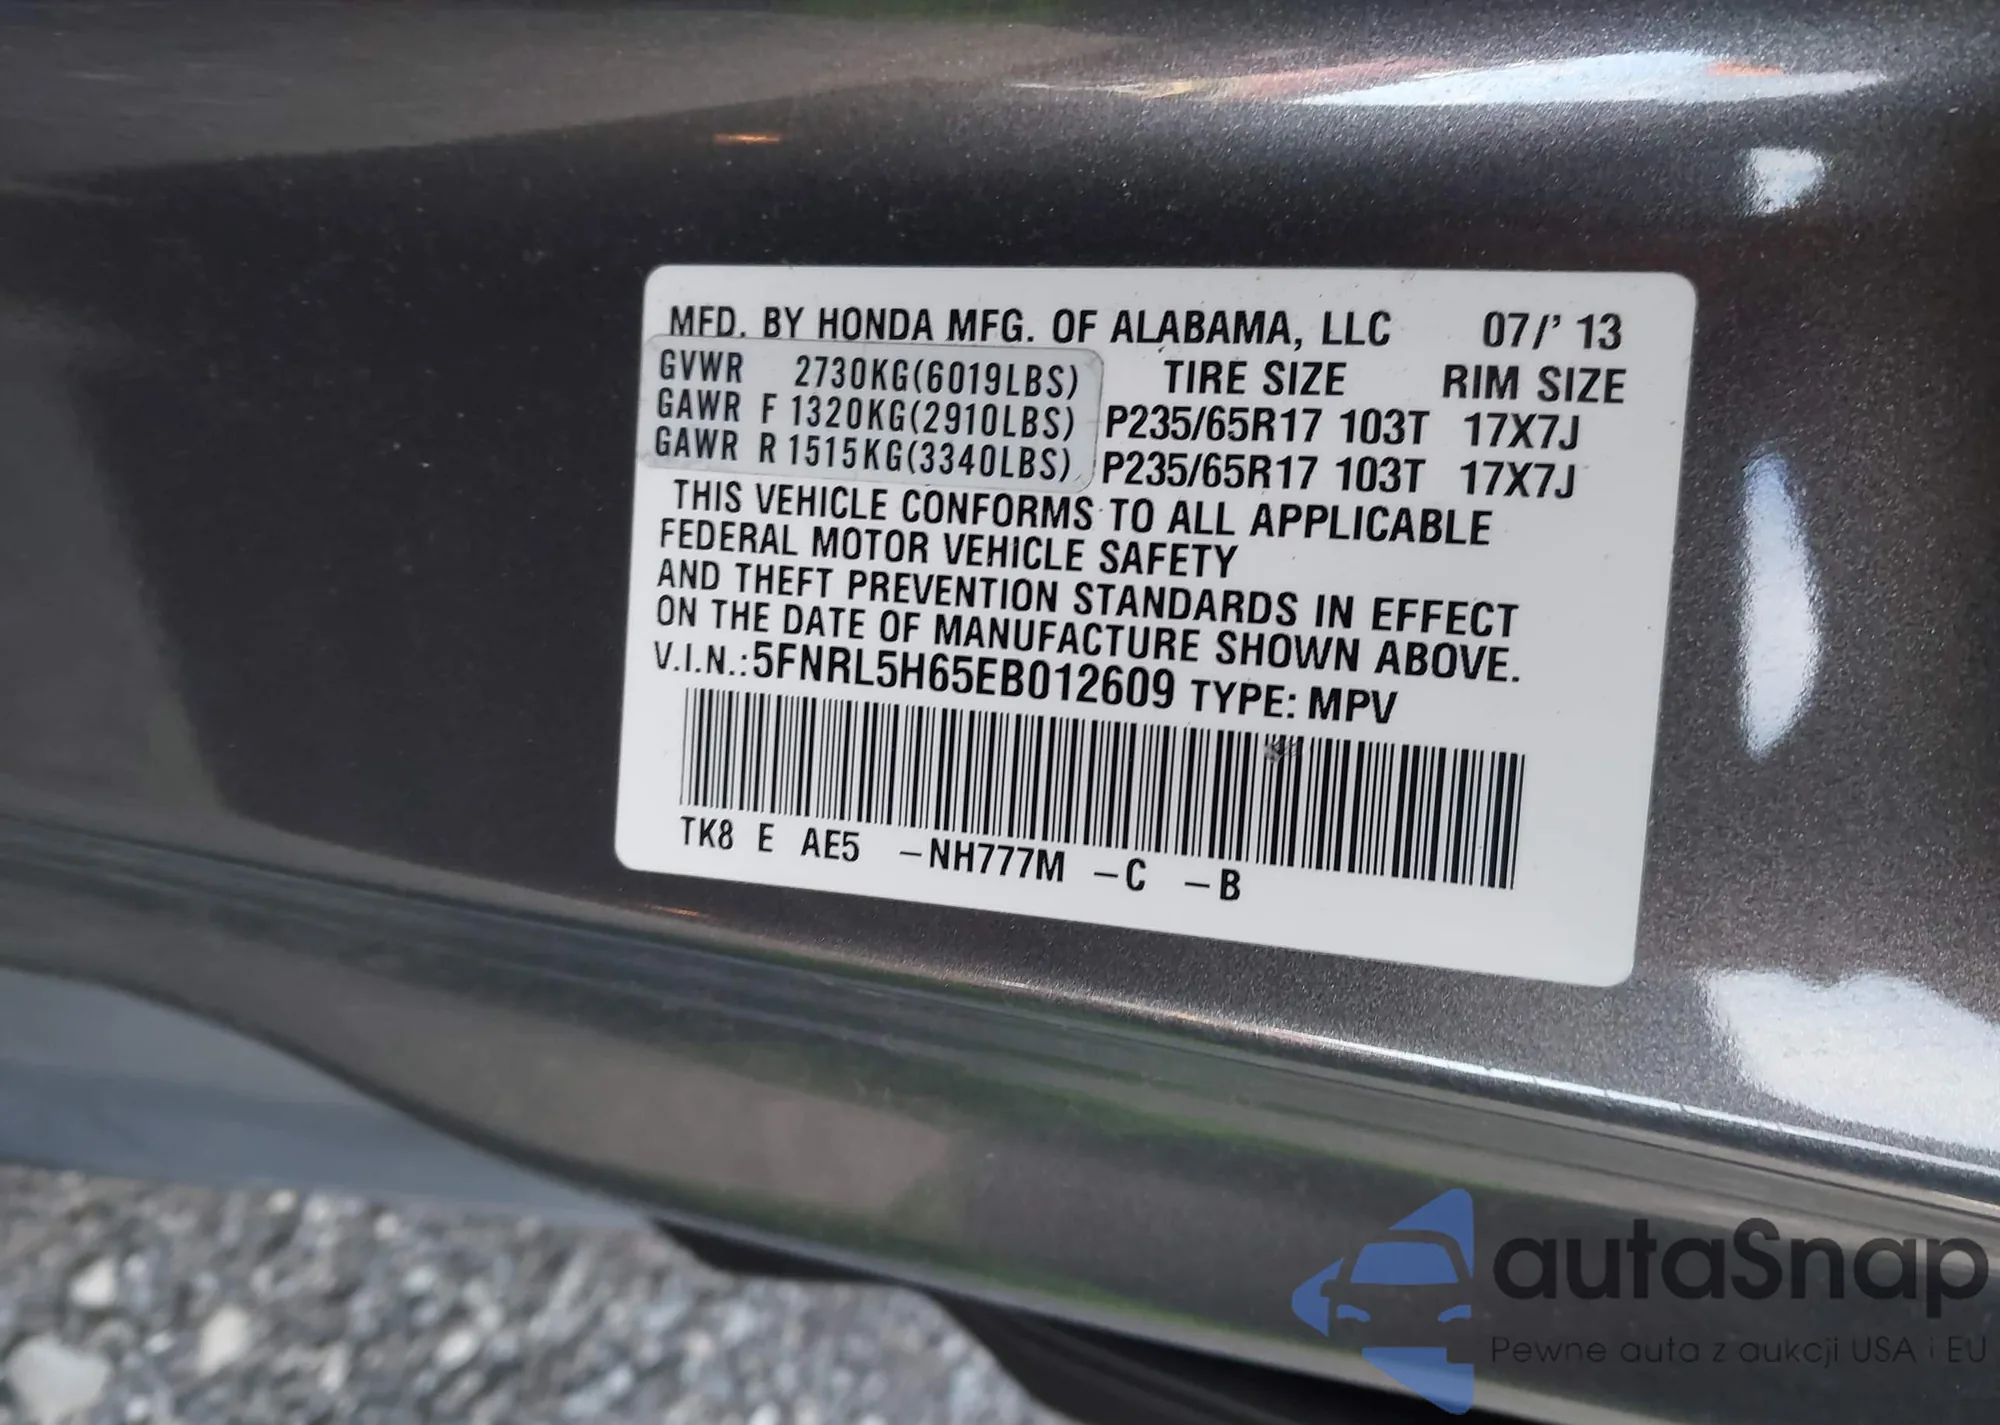 MFD. BY HONDA MFG. OF ALABAMA, LLC 07/' 13
GVWR 2730KG(6019LBS) TIRE SIZE RIM SIZE
GAWR F 1320KG(2910LBS) P235/65R17 103T 17X7J
GAWR R 1515KG(3340LBS) P235/65R17 103T 17X7J
THIS VEHICLE CONFORMS TO ALL APPLICABLE
FEDERAL MOTOR VEHICLE SAFETY
AND THEFT PREVENTION STANDARDS IN EFFECT
ON THE DATE OF MANUFACTURE SHOWN ABOVE.
V.I.N.:5FNRL5H65EB012609 TYPE: MPV
TK8 E AE5 –NH777M –C –B
autaSnap
Pewne auta z aukcji USA i EU